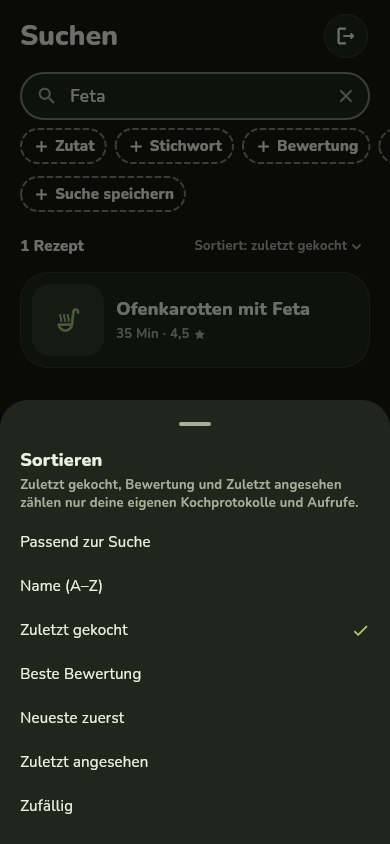 Suchen
Feta
Zutat
Stichwort
Bewertung
Suche speichern
1 Rezept
Sortiert: zuletzt gekocht
Ofenkarotten mit Feta
35 Min · 4,5 ★
Sortieren
Zuletzt gekocht, Bewertung und Zuletzt angesehen
zählen nur deine eigenen Kochprotokolle und Aufrufe.
Passend zur Suche
Name (A–Z)
Zuletzt gekocht
Beste Bewertung
Neueste zuerst
Zuletzt angesehen
Zufällig